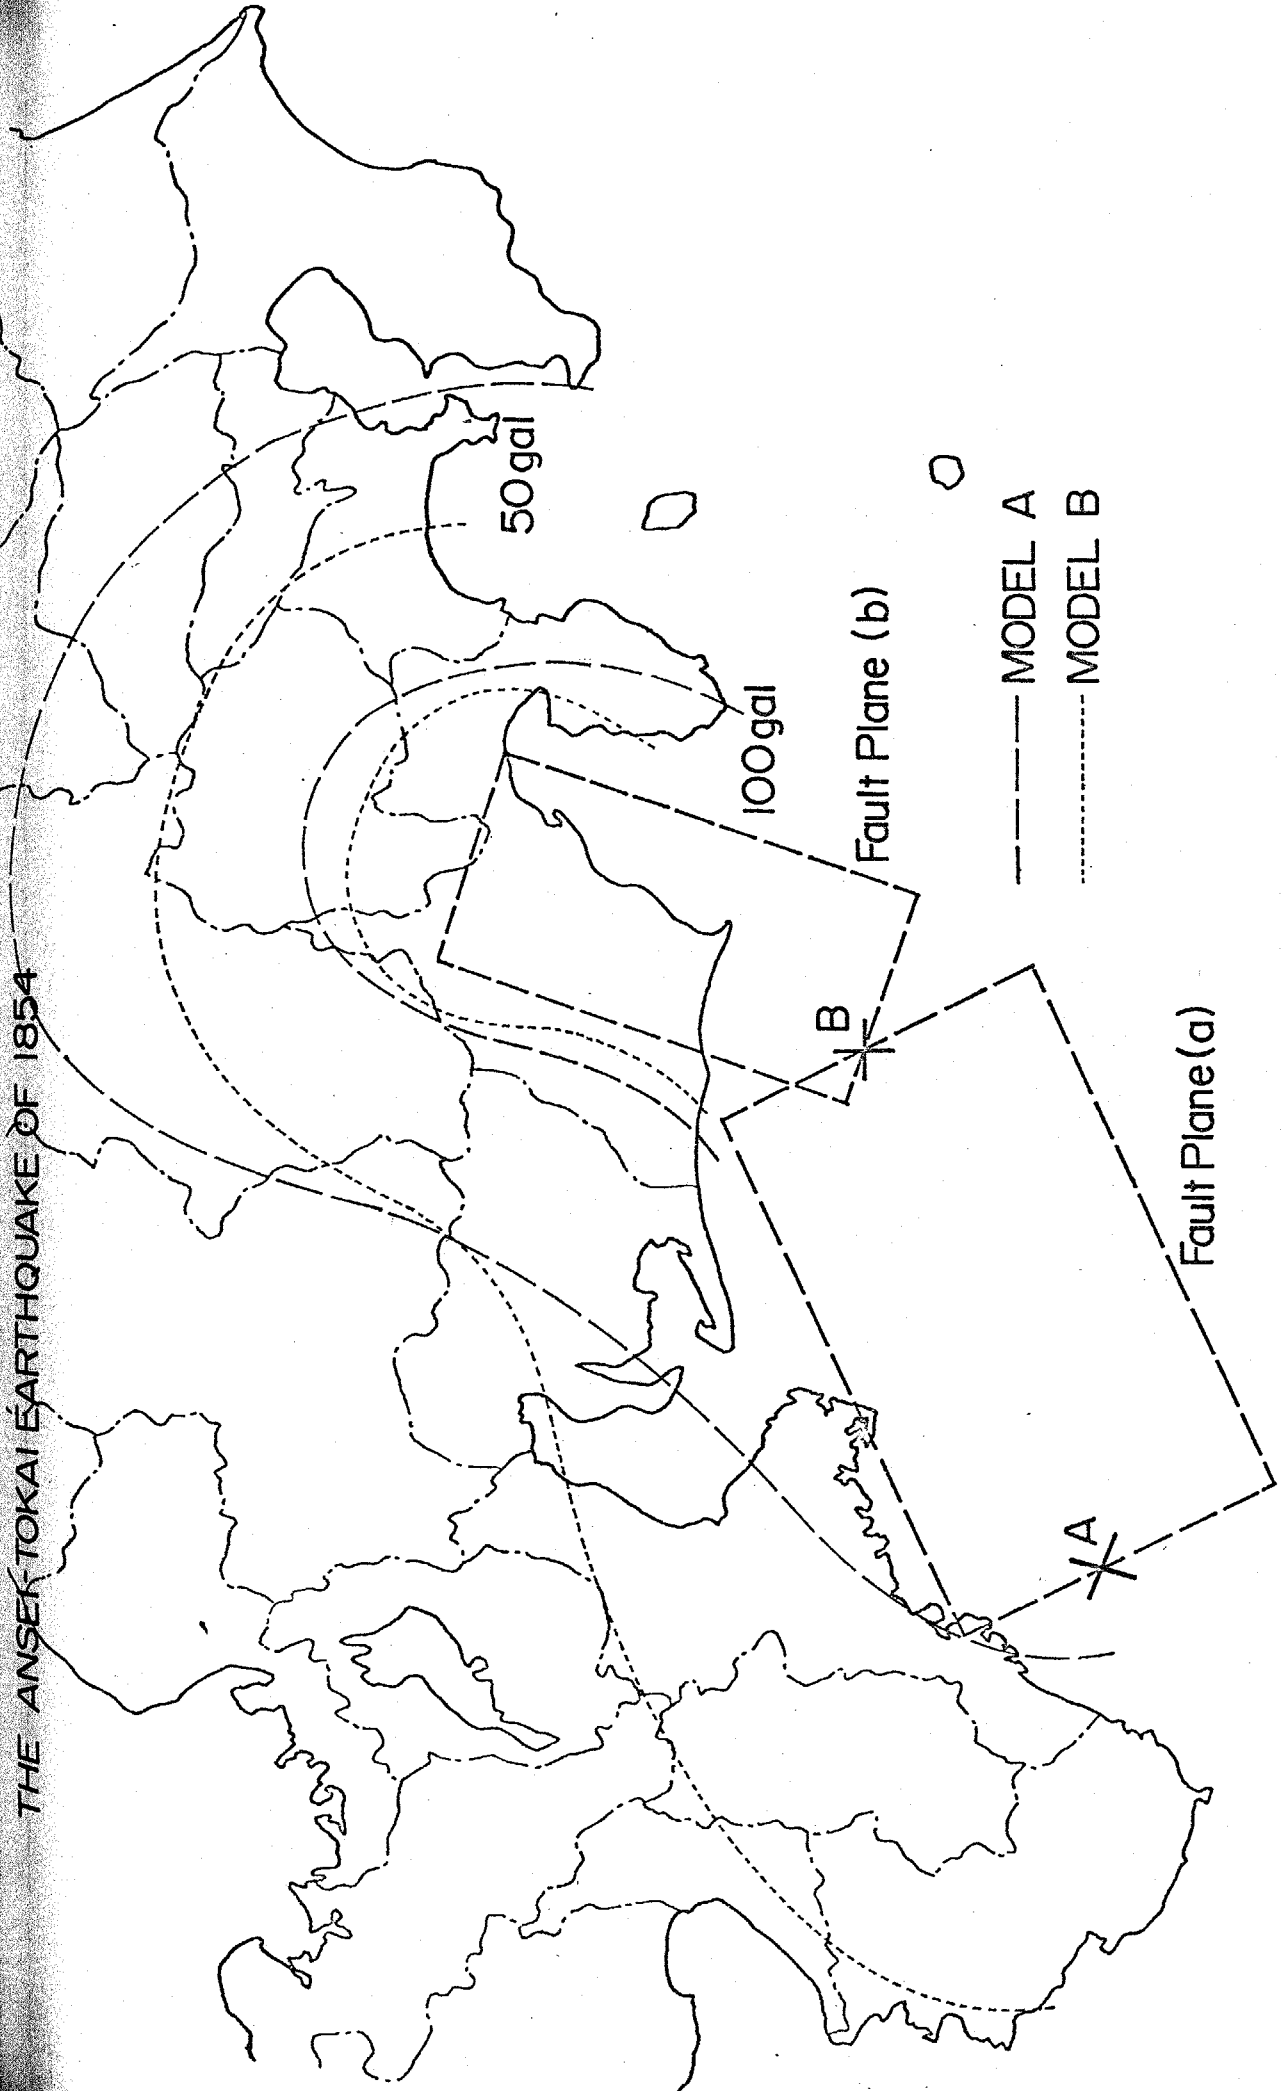 THE ANSEI-TOKAI EARTHQUAKE OF 1854
50gal
100gal
Fault Plane (b)
B
MODEL A
MODEL B
A
Fault Plane(a)